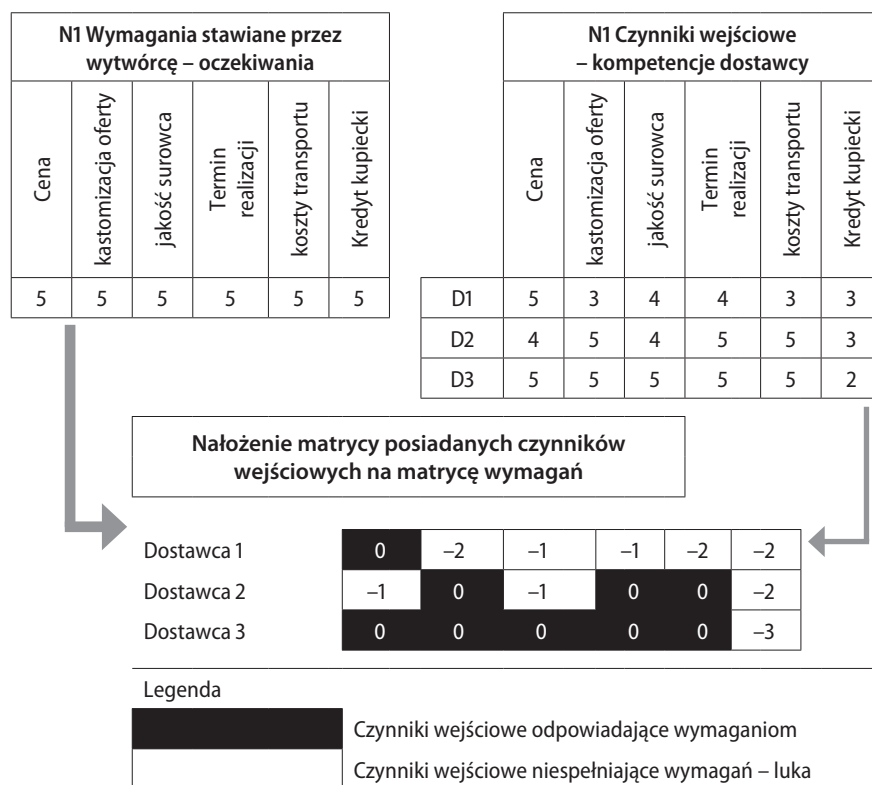 N1 Wymagania stawiane przez
wytwórcę – oczekiwania
Cena
kastomizacja oferty
jakość surowca
Termin
realizacji
koszty transportu
Kredyt kupiecki
5 5 5 5 5 5
N1 Czynniki wejściowe
– kompetencje dostawcy
Cena
kastomizacja oferty
jakość surowca
Termin
realizacji
koszty transportu
Kredyt kupiecki
D1 5 3 4 4 3 3
D2 4 5 4 5 5 3
D3 5 5 5 5 5 2
Nałożenie matrycy posiadanych czynników
wejściowych na matrycę wymagań
Dostawca 1 0 –2 –1 –1 –2 –2
Dostawca 2 –1 0 –1 0 0 –2
Dostawca 3 0 0 0 0 0 –3
Legenda
Czynniki wejściowe odpowiadające wymaganiom
Czynniki wejściowe niespełniające wymagań – luka